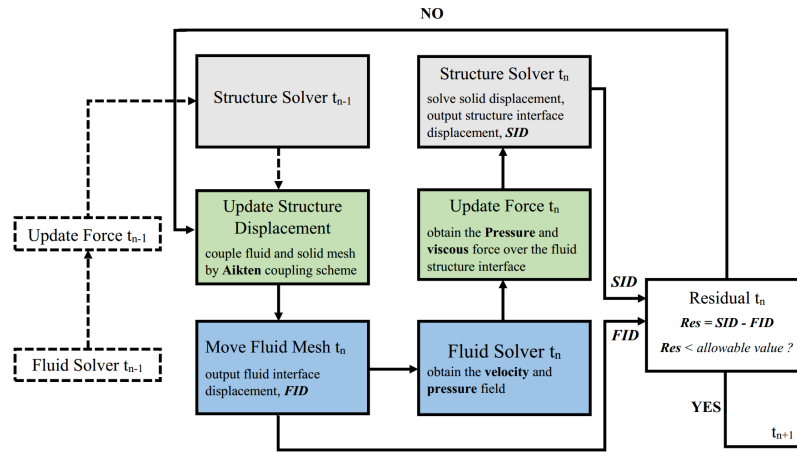 NO
Structure Solver tn-1
Structure Solver tn
solve solid displacement,
output structure interface
displacement, SID
Update Structure
Displacement
couple fluid and solid mesh
by Aikten coupling scheme
Update Force tn
obtain the Pressure and
viscous force over the fluid
structure interface
Update Force tn-1
SID
FID
Residual tn
Res = SID - FID
Res < allowable value ?
Fluid Solver tn-1
Move Fluid Mesh tn
output fluid interface
displacement, FID
Fluid Solver tn
obtain the velocity and
pressure field
YES
tn+1